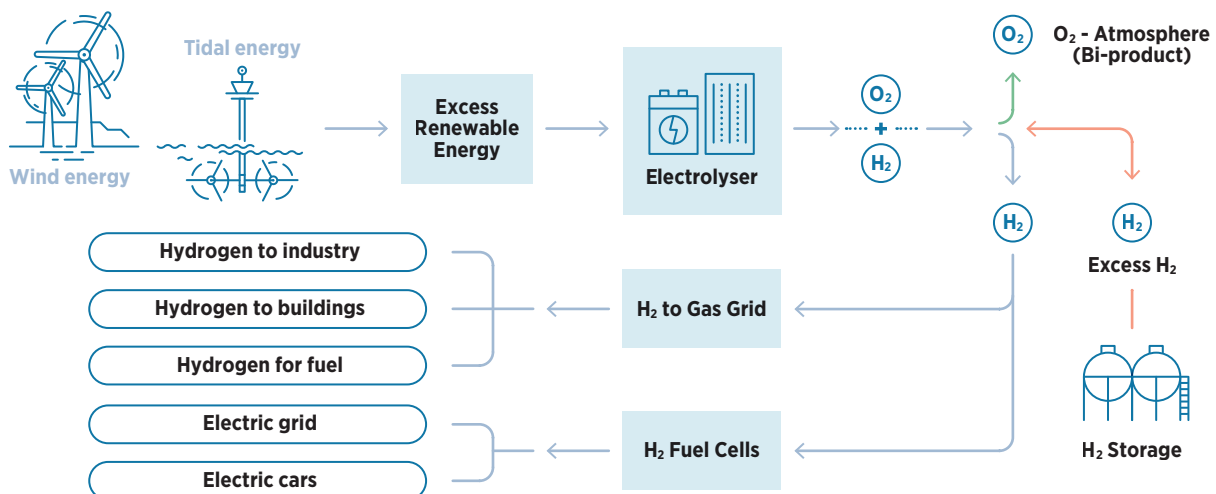 Tidal energy
Wind energy
Excess
Renewable
Energy
Electrolyser
O₂
+
H₂
O₂
O₂ - Atmosphere
(Bi-product)
H₂
H₂
Excess H₂
H₂ Storage
Hydrogen to industry
Hydrogen to buildings
Hydrogen for fuel
H₂ to Gas Grid
Electric grid
Electric cars
H₂ Fuel Cells